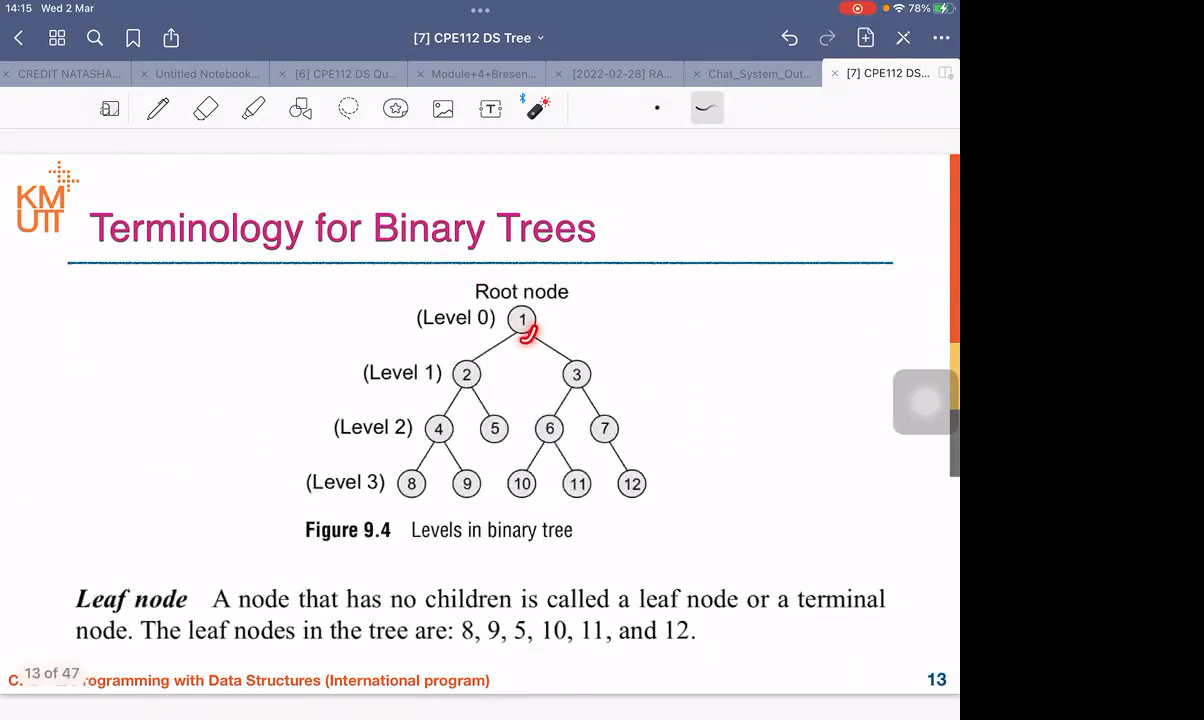 14:15 Wed 2 Mar
78%
[7] CPE112 DS Tree
CREDIT NATASHA...
Untitled Notebook...
[6] CPE112 DS Qu...
Module+4+Bresen...
[2022-02-28] RA...
Chat_System_Out...
[7] CPE112 DS...
T
KM
UTT
Terminology for Binary Trees
Root node
(Level 0) 1
(Level 1) 2 3
(Level 2) 4 5 6 7
(Level 3) 8 9 10 11 12
Figure 9.4 Levels in binary tree
Leaf node A node that has no children is called a leaf node or a terminal
node. The leaf nodes in the tree are: 8, 9, 5, 10, 11, and 12.
13 of 47
Programming with Data Structures (International program)
13